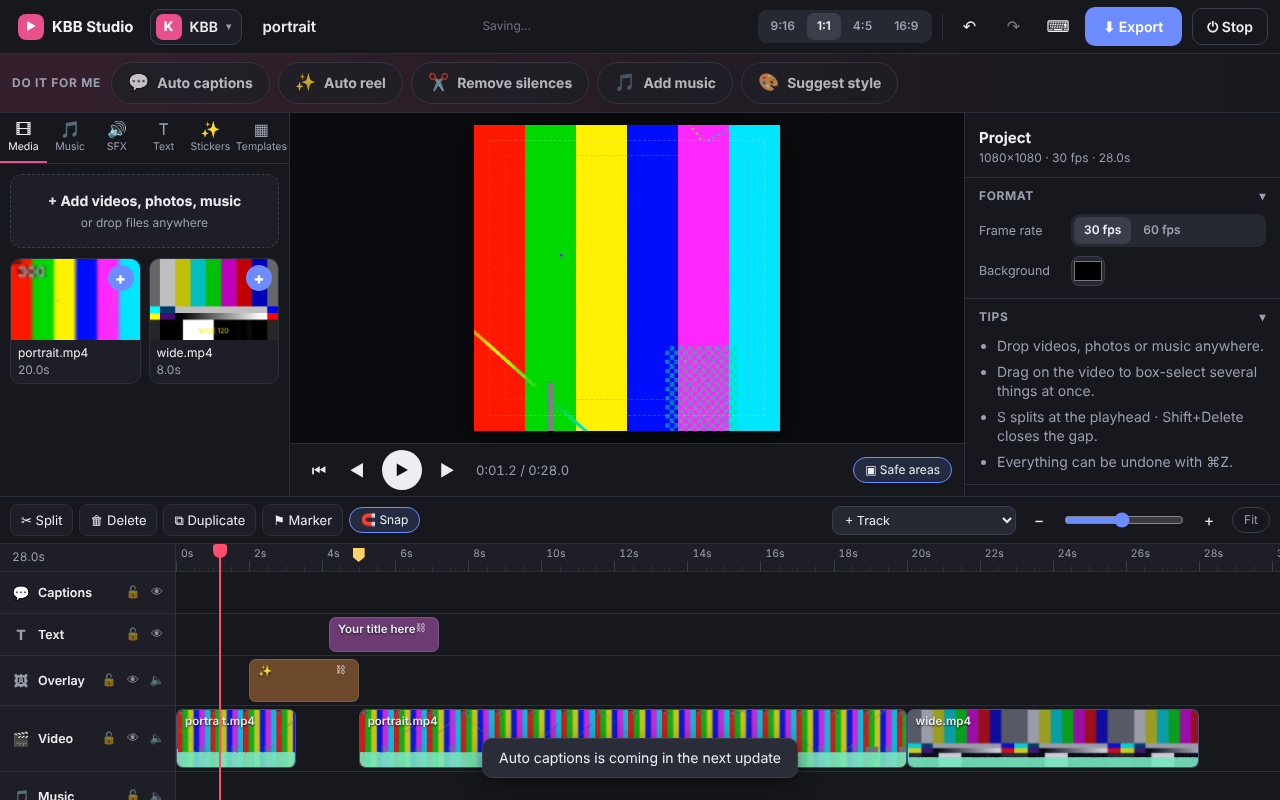 KBB Studio
K
KBB
portrait
Saving...
9:16
1:1
4:5
16:9
Export
Stop
DO IT FOR ME
Auto captions
Auto reel
Remove silences
Add music
Suggest style
Media
Music
SFX
Text
Stickers
Templates
+ Add videos, photos, music
or drop files anywhere
portrait.mp4
20.0s
WIDE 120
wide.mp4
8.0s
0:01.2 / 0:28.0
Safe areas
Project
1080×1080 · 30 fps · 28.0s
FORMAT
Frame rate
30 fps
60 fps
Background
TIPS
• Drop videos, photos or music anywhere.
• Drag on the video to box-select several
things at once.
• S splits at the playhead · Shift+Delete
closes the gap.
• Everything can be undone with ⌘Z.
Split
Delete
Duplicate
Marker
Snap
+ Track
−
+
Fit
28.0s
0s
2s
4s
6s
8s
10s
12s
14s
16s
18s
20s
22s
24s
26s
28s
Captions
T Text
Your title here
Overlay
Video
portrait.mp4
portrait.mp4
wide.mp4
Auto captions is coming in the next update
Music